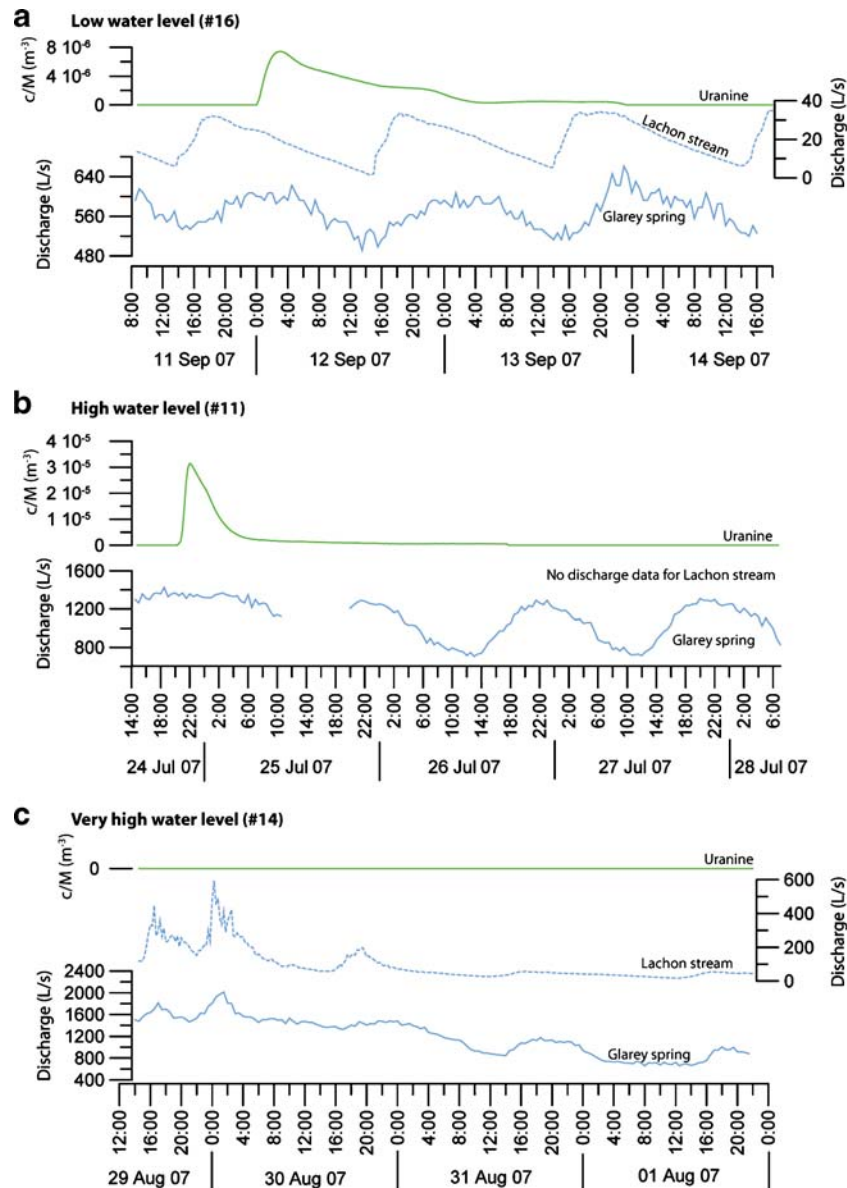 a
Low water level (#16)
c/M (m⁻³)
8 10⁻⁶
4 10⁻⁶
0
Uranine
Lachon stream
40
20
0
Discharge (L/s)
Discharge (L/s)
640
560
480
Glarey spring
8:00 12:00 16:00 20:00 0:00 4:00 8:00 12:00 16:00 20:00 0:00 4:00 8:00 12:00 16:00 20:00 0:00 4:00 8:00 12:00 16:00
11 Sep 07 12 Sep 07 13 Sep 07 14 Sep 07
b
High water level (#11)
c/M (m⁻³)
4 10⁻⁵
3 10⁻⁵
2 10⁻⁵
1 10⁻⁵
0
Uranine
Discharge (L/s)
1600
1200
800
No discharge data for Lachon stream
Glarey spring
14:00 18:00 22:00 2:00 6:00 10:00 14:00 18:00 22:00 2:00 6:00 10:00 14:00 18:00 22:00 2:00 6:00 10:00 14:00 18:00 22:00 2:00 6:00
24 Jul 07 25 Jul 07 26 Jul 07 27 Jul 07 28 Jul 07
c
Very high water level (#14)
c/M (m⁻³)
0
Uranine
600
400
200
0
Discharge (L/s)
Lachon stream
Discharge (L/s)
2400
2000
1600
1200
800
400
Glarey spring
12:00 16:00 20:00 0:00 4:00 8:00 12:00 16:00 20:00 0:00 4:00 8:00 12:00 16:00 20:00 0:00 4:00 8:00 12:00 16:00 20:00 0:00
29 Aug 07 30 Aug 07 31 Aug 07 01 Aug 07